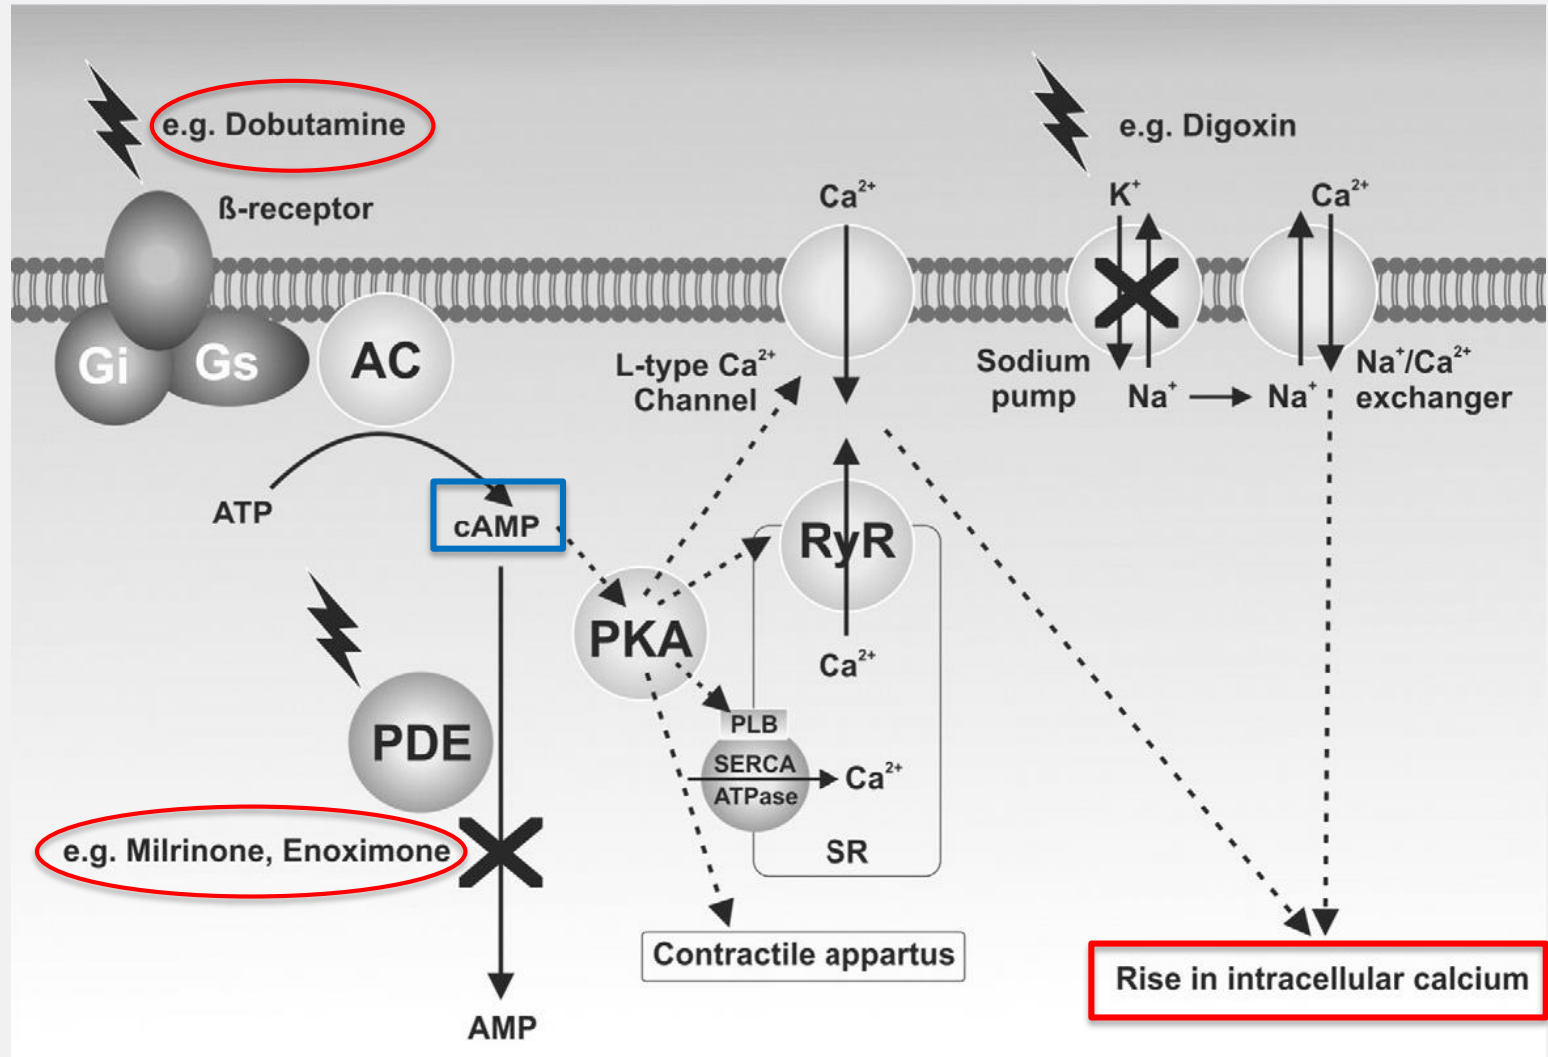 e.g. Dobutamine
ß-receptor
Gi
Gs
AC
ATP
cAMP
PDE
e.g. Milrinone, Enoximone
AMP
PKA
L-type Ca²⁺
Channel
Ca²⁺
RyR
Ca²⁺
PLB
SERCA
ATPase
Ca²⁺
SR
Contractile appartus
e.g. Digoxin
K⁺
Sodium
pump
Na⁺
Na⁺
Ca²⁺
Na⁺/Ca²⁺
exchanger
Rise in intracellular calcium